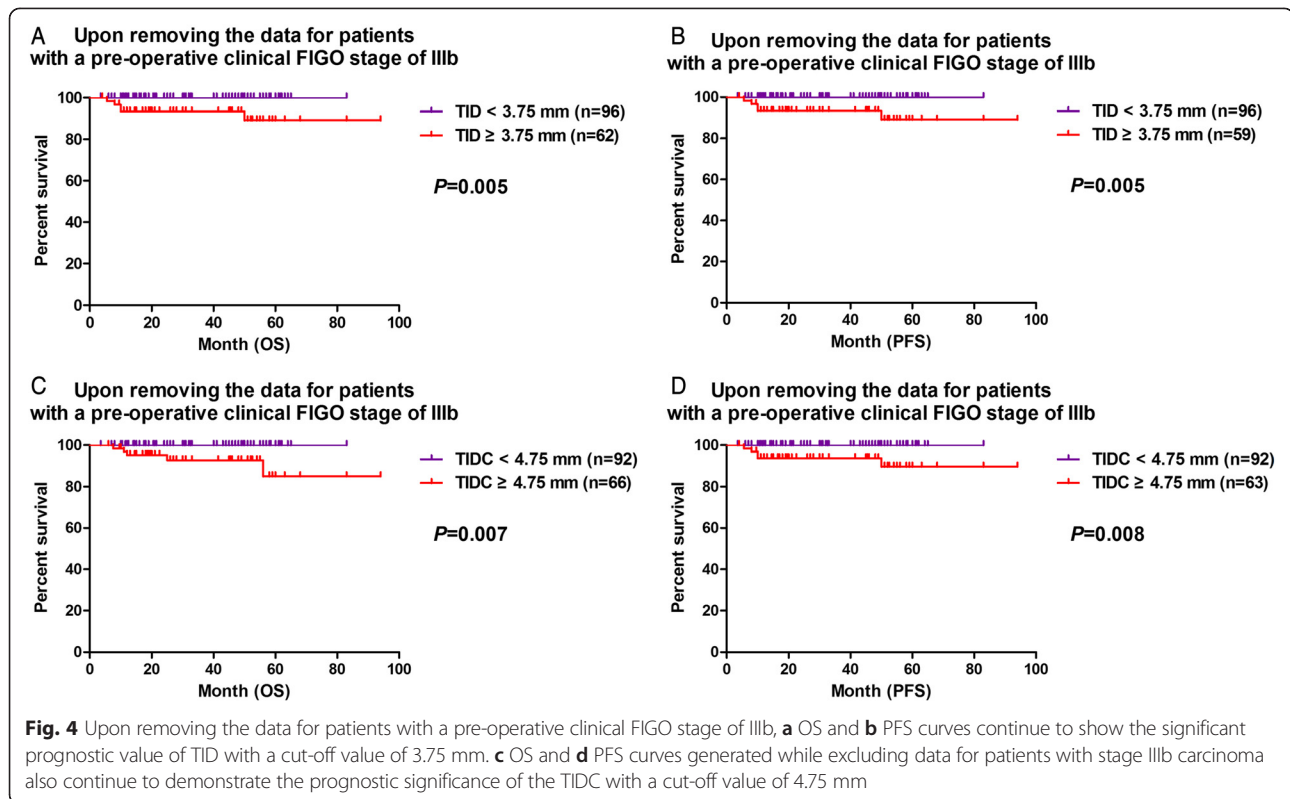 A
Upon removing the data for patients
with a pre-operative clinical FIGO stage of IIIb
Percent survival
100
80
60
40
20
0
0 20 40 60 80 100
Month (OS)
TID < 3.75 mm (n=96)
TID ≥ 3.75 mm (n=62)
P=0.005
B
Upon removing the data for patients
with a pre-operative clinical FIGO stage of IIIb
Percent survival
100
80
60
40
20
0
0 20 40 60 80 100
Month (PFS)
TID < 3.75 mm (n=96)
TID ≥ 3.75 mm (n=59)
P=0.005
C
Upon removing the data for patients
with a pre-operative clinical FIGO stage of IIIb
Percent survival
100
80
60
40
20
0
0 20 40 60 80 100
Month (OS)
TIDC < 4.75 mm (n=92)
TIDC ≥ 4.75 mm (n=66)
P=0.007
D
Upon removing the data for patients
with a pre-operative clinical FIGO stage of IIIb
Percent survival
100
80
60
40
20
0
0 20 40 60 80 100
Month (PFS)
TIDC < 4.75 mm (n=92)
TIDC ≥ 4.75 mm (n=63)
P=0.008
Fig. 4 Upon removing the data for patients with a pre-operative clinical FIGO stage of IIIb, a OS and b PFS curves continue to show the significant
prognostic value of TID with a cut-off value of 3.75 mm. c OS and d PFS curves generated while excluding data for patients with stage IIIb carcinoma
also continue to demonstrate the prognostic significance of the TIDC with a cut-off value of 4.75 mm